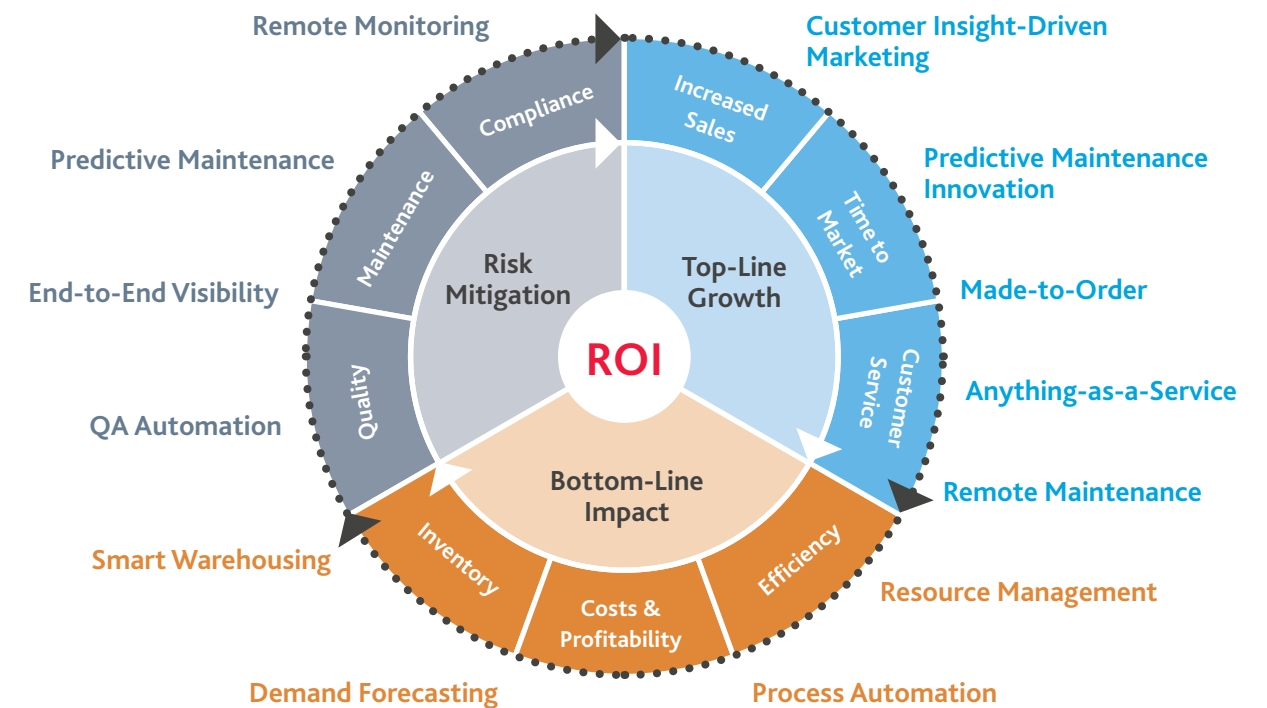 Remote Monitoring
Customer Insight-Driven
Marketing
Compliance
Increased
Sales
Predictive Maintenance
Predictive Maintenance
Innovation
Maintenance
Time to
Market
Risk
Mitigation
Top-Line
Growth
End-to-End Visibility
Made-to-Order
ROI
Quality
Customer
Service
Anything-as-a-Service
QA Automation
Bottom-Line
Impact
Remote Maintenance
Smart Warehousing
Inventory
Costs &
Profitability
Efficiency
Resource Management
Demand Forecasting
Process Automation